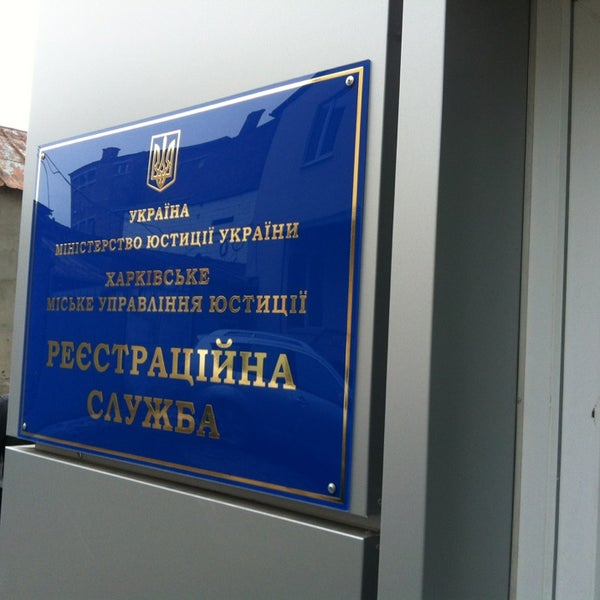 УКРАЇНА
МІНІСТЕРСТВО ЮСТИЦІЇ УКРАЇНИ
ХАРКІВСЬКЕ
МІСЬКЕ УПРАВЛІННЯ ЮСТИЦІЇ
РЕЄСТРАЦІЙНА
СЛУЖБА